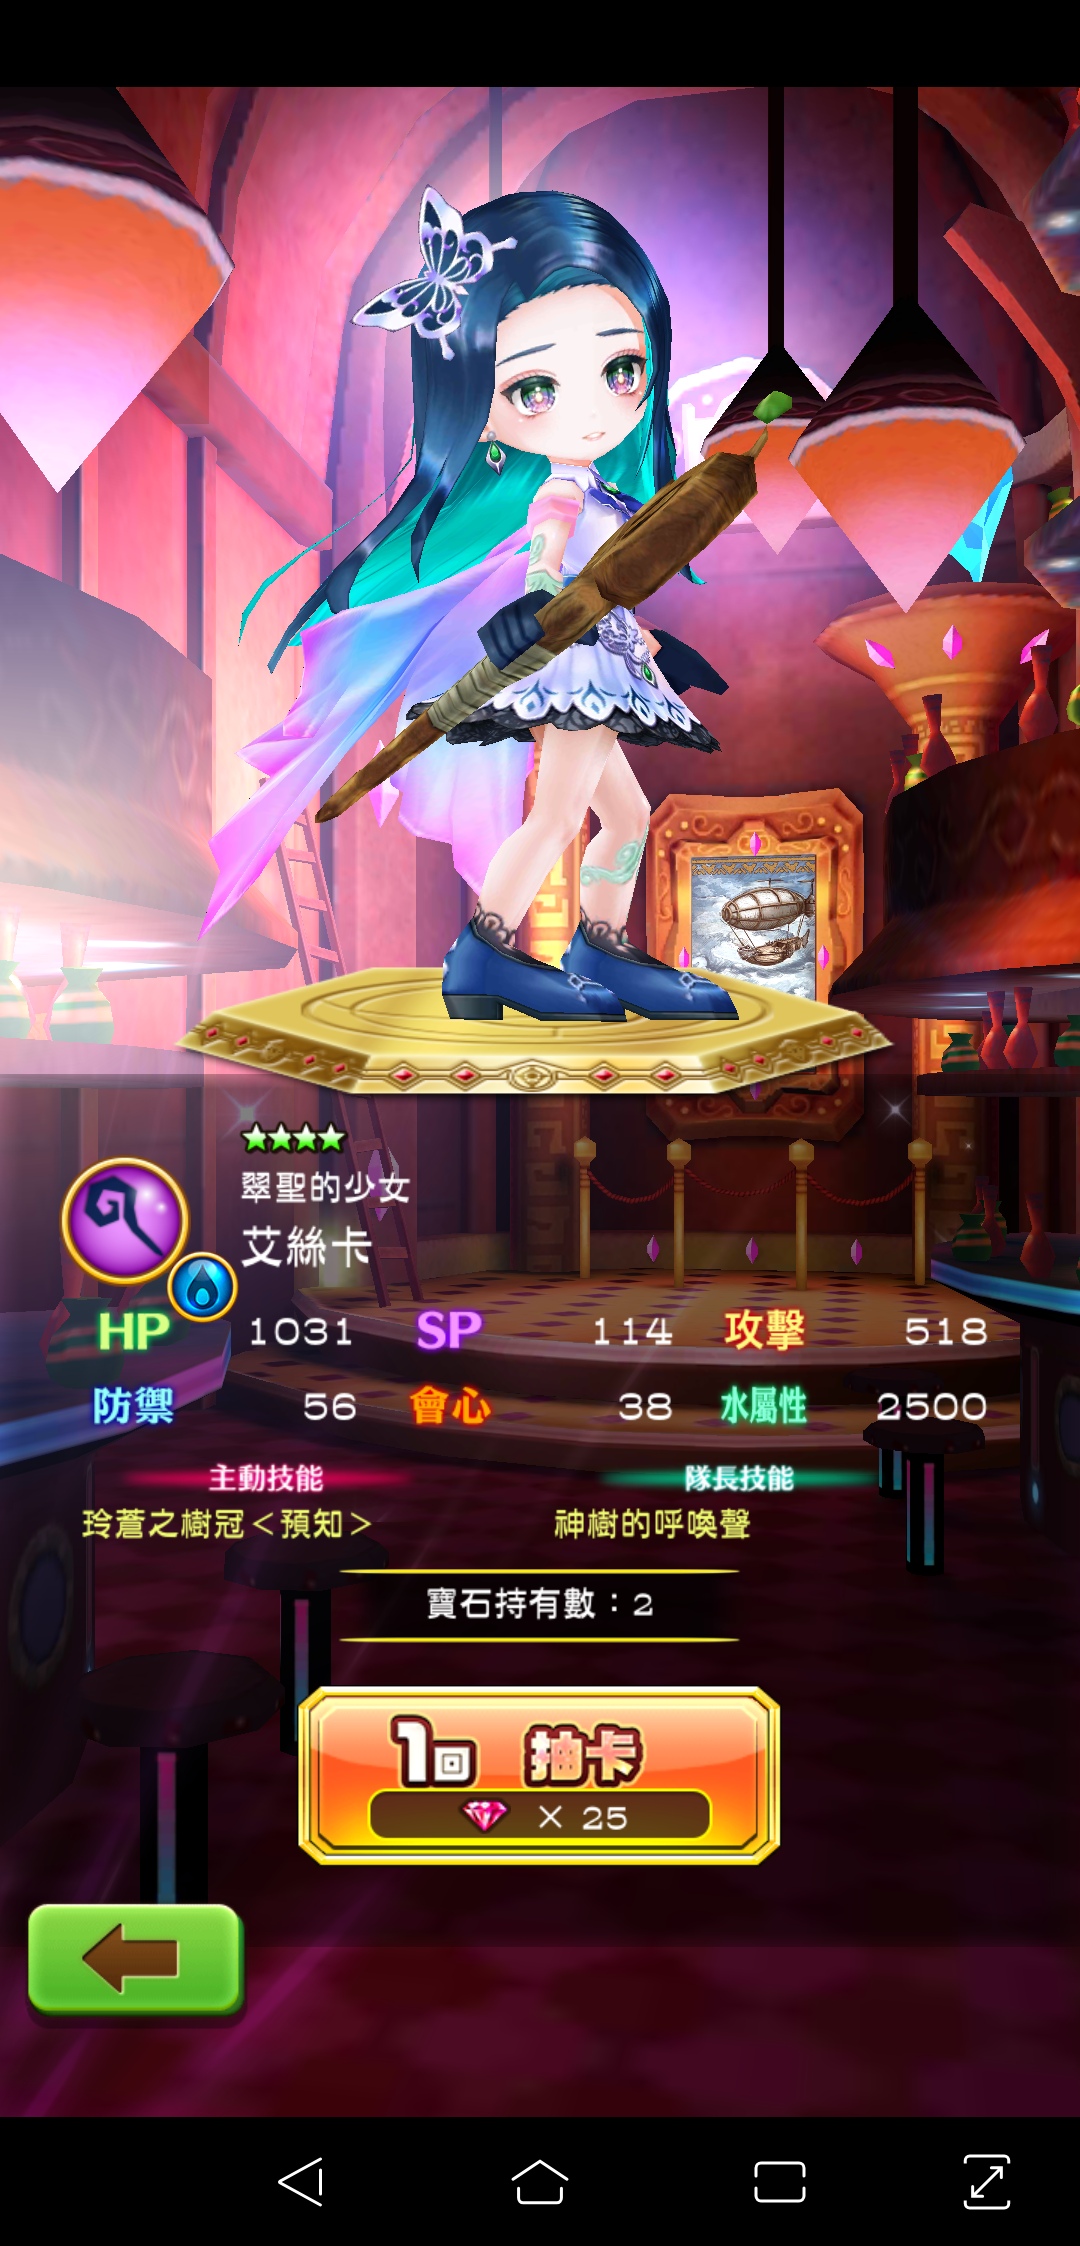 翠聖的少女
艾絲卡
HP 1031 SP 114 攻擊 518
防禦 56 會心 38 水屬性 2500
主動技能 隊長技能
玲蒼之樹冠＜預知＞ 神樹的呼喚聲
寶石持有數：2
1回 抽卡
× 25